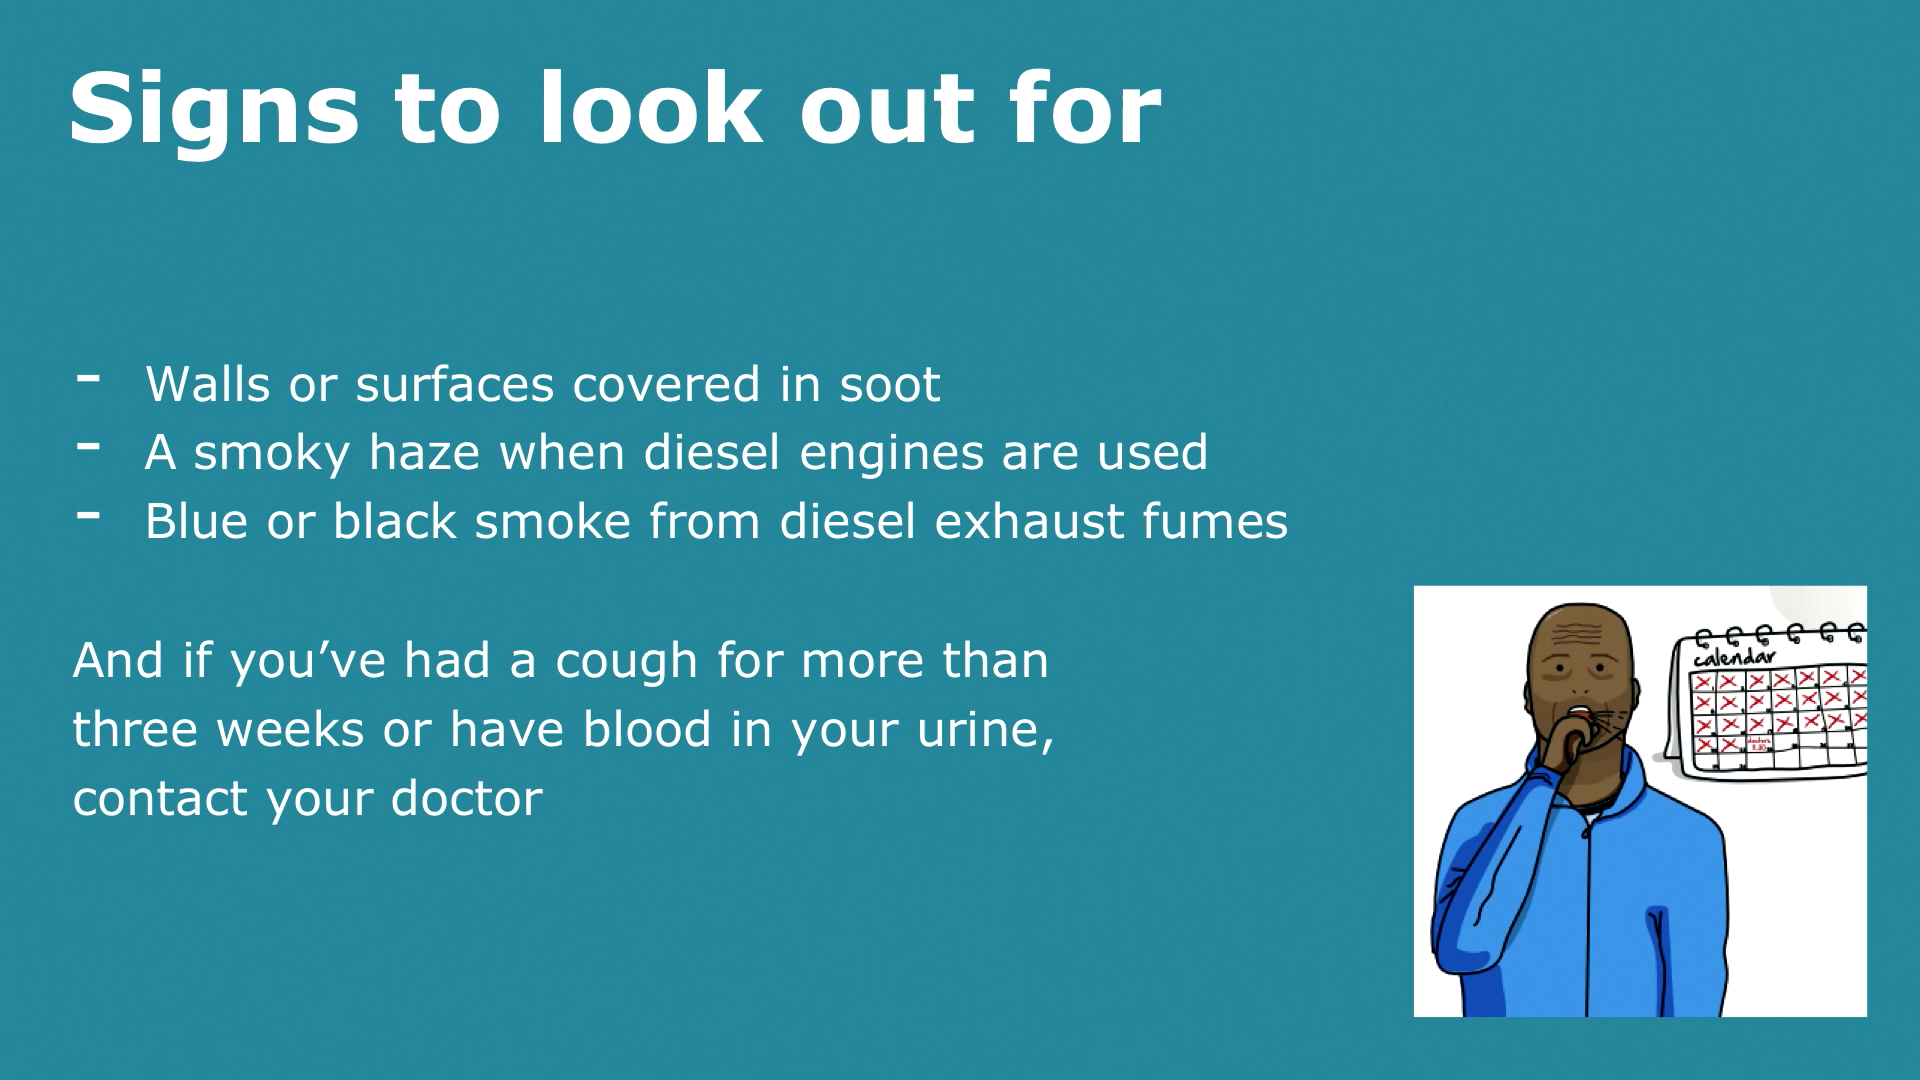 Signs to look out for
- Walls or surfaces covered in soot
- A smoky haze when diesel engines are used
- Blue or black smoke from diesel exhaust fumes
And if you’ve had a cough for more than
three weeks or have blood in your urine,
contact your doctor
calendar